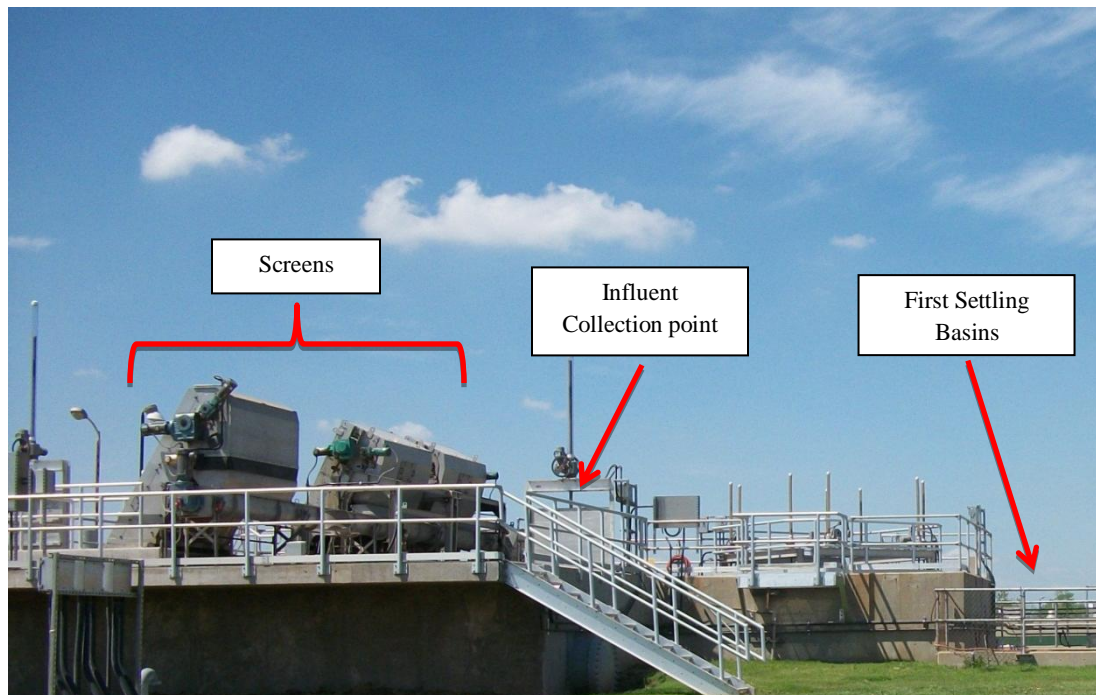 Screens
Influent
Collection point
First Settling
Basins